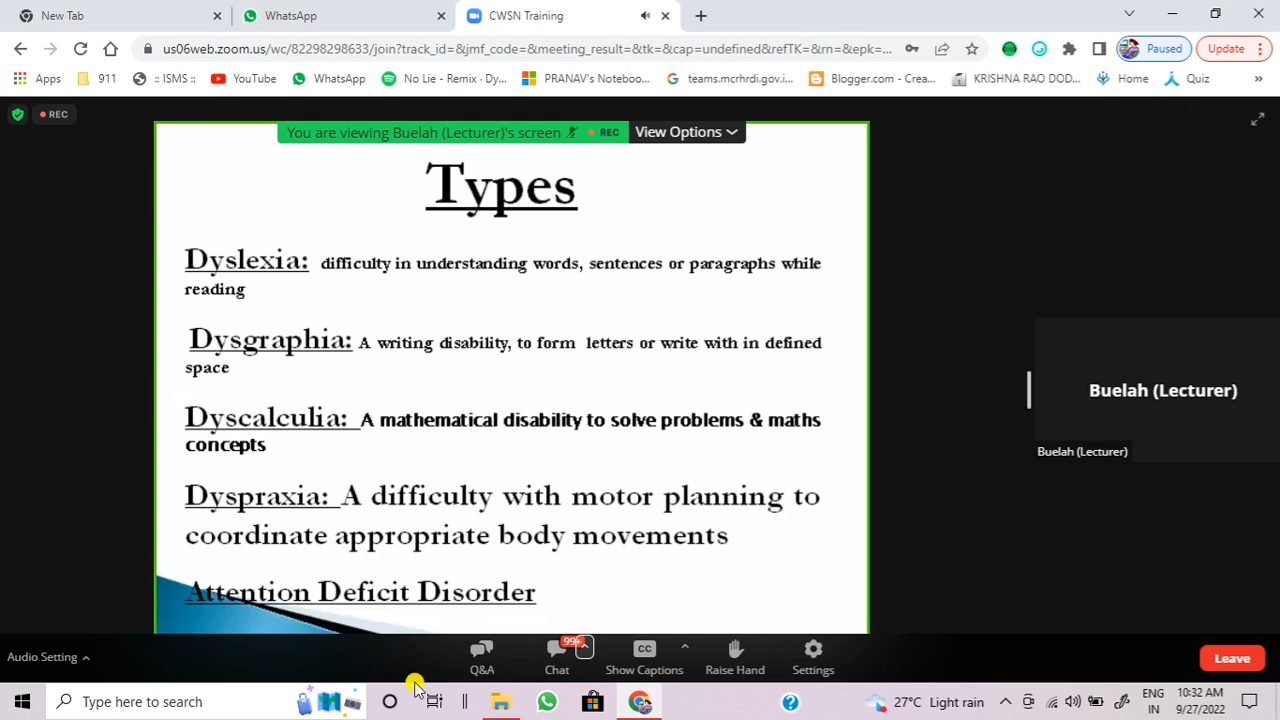 New Tab
WhatsApp
CWSN Training
us06web.zoom.us/wc/82298298633/join?track_id=&jmf_code=&meeting_result=&tk=&cap=undefined&refTK=&rn=&epk=...
Paused
Update
Apps
911
:: ISMS ::
YouTube
WhatsApp
No Lie - Remix · Dy...
PRANAV's Noteboo...
teams.mcrhrdi.gov.i...
Blogger.com - Crea...
KRISHNA RAO DOD...
Home
Quiz
»
REC
You are viewing Buelah (Lecturer)'s screen
REC
View Options
Types
Dyslexia: difficulty in understanding words, sentences or paragraphs while
reading
Dysgraphia: A writing disability, to form letters or write with in defined
space
Dyscalculia: A mathematical disability to solve problems & maths
concepts
Dyspraxia: A difficulty with motor planning to
coordinate appropriate body movements
Attention Deficit Disorder
Buelah (Lecturer)
Buelah (Lecturer)
Audio Setting
Q&A
99+
Chat
CC
Show Captions
Raise Hand
Settings
Leave
Type here to search
27°C Light rain
ENG
IN
10:32 AM
9/27/2022